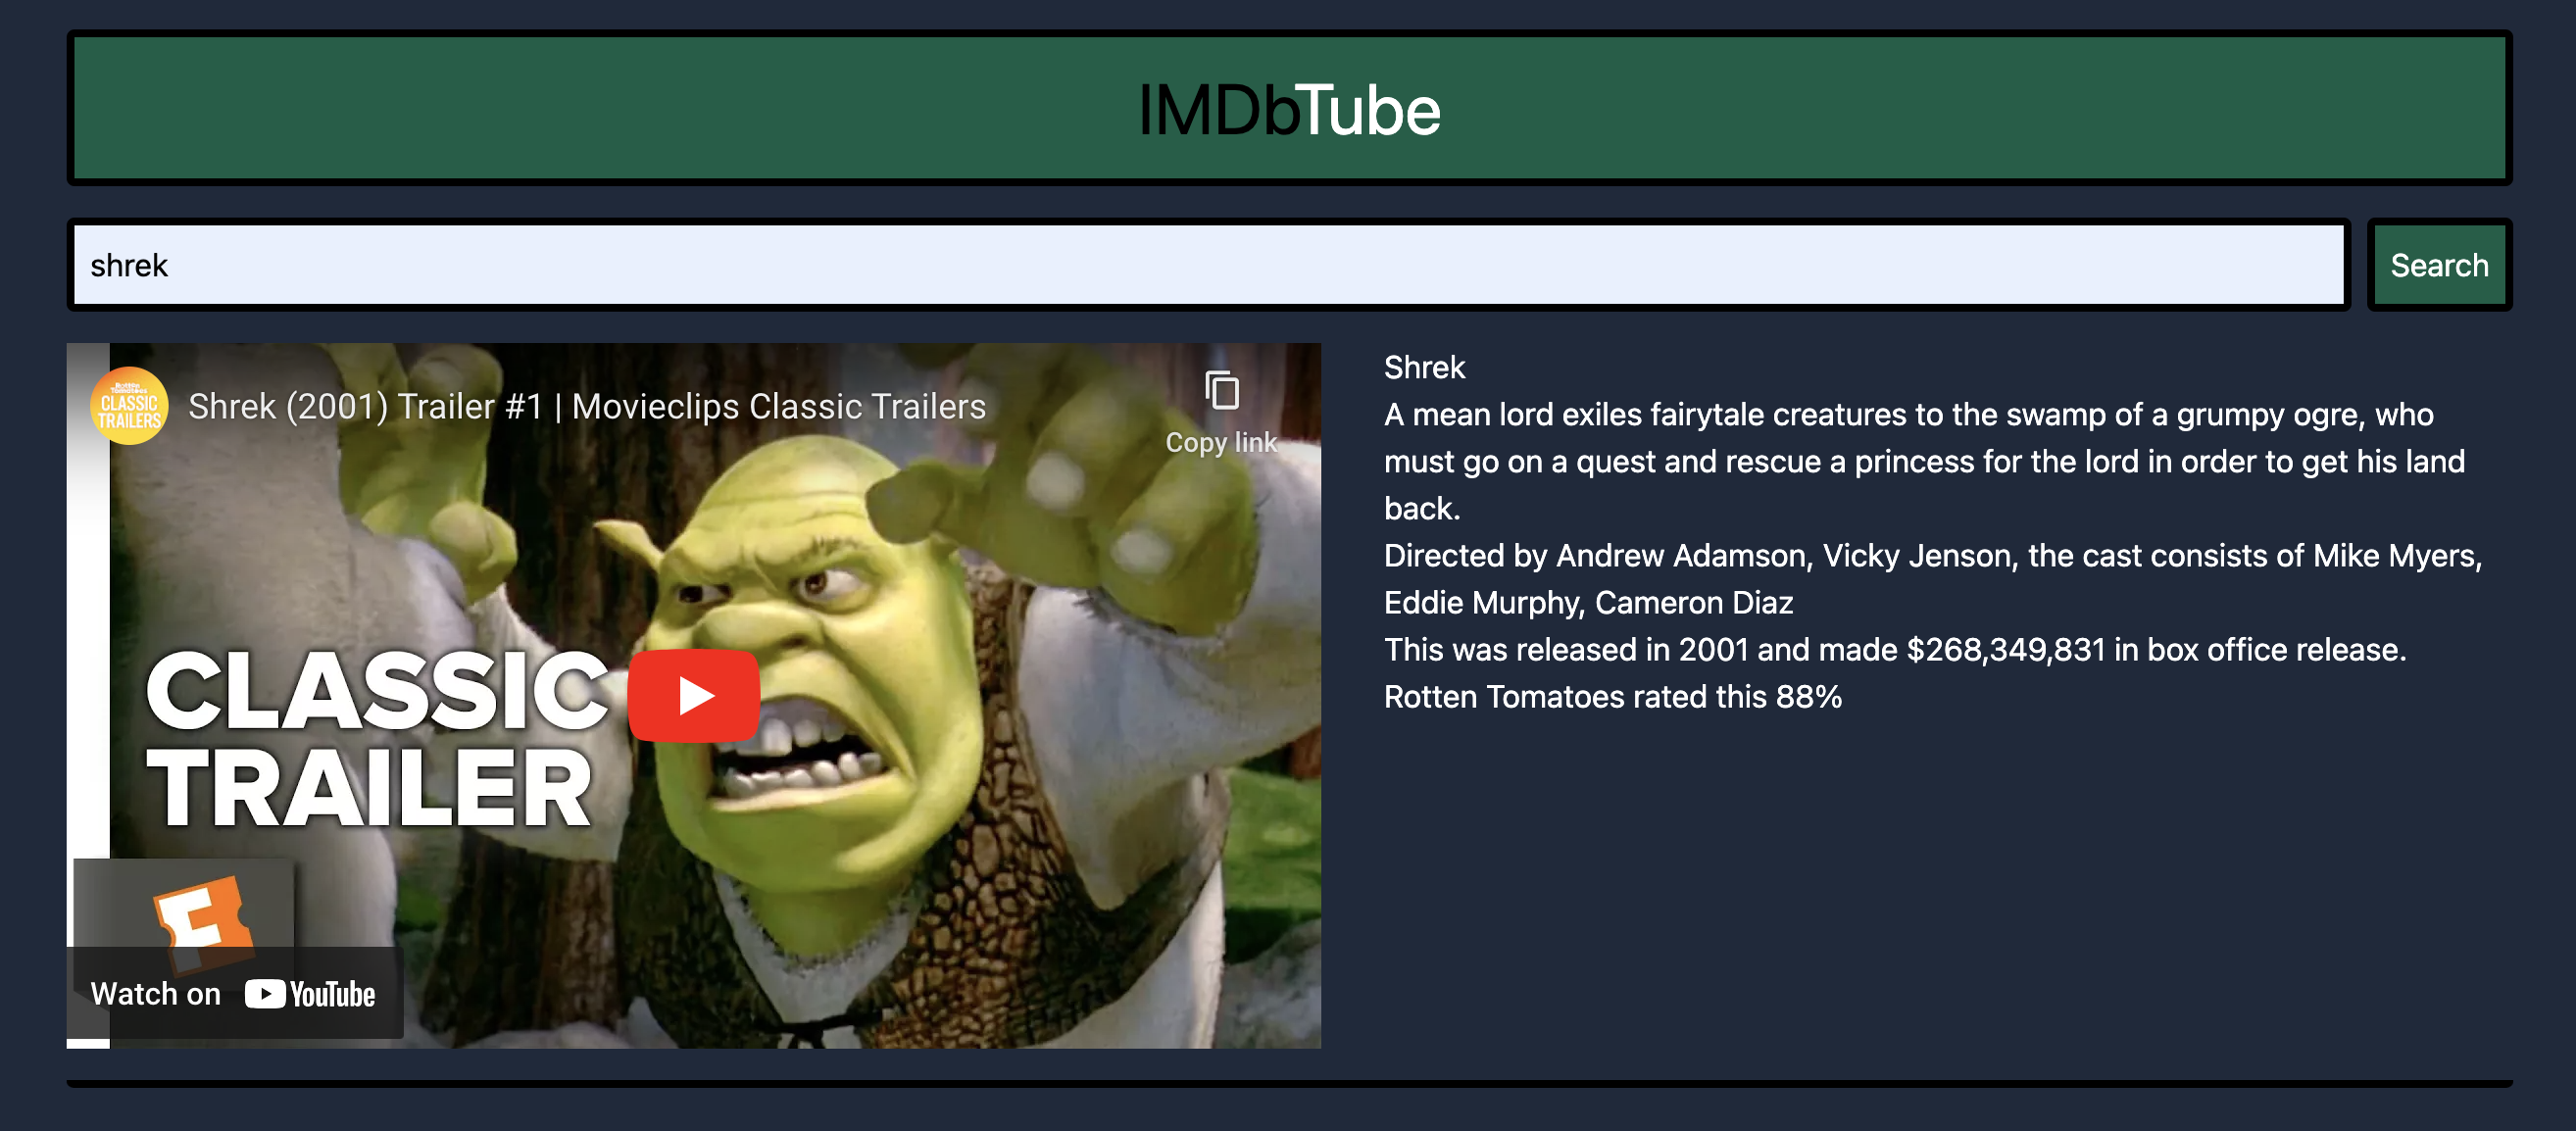 IMDbTube
shrek
Search
Rotten
Tomatoes
CLASSIC
TRAILERS
Shrek (2001) Trailer #1 | Movieclips Classic Trailers
Copy link
CLASSIC
TRAILER
Watch on YouTube
Shrek
A mean lord exiles fairytale creatures to the swamp of a grumpy ogre, who
must go on a quest and rescue a princess for the lord in order to get his land
back.
Directed by Andrew Adamson, Vicky Jenson, the cast consists of Mike Myers,
Eddie Murphy, Cameron Diaz
This was released in 2001 and made $268,349,831 in box office release.
Rotten Tomatoes rated this 88%